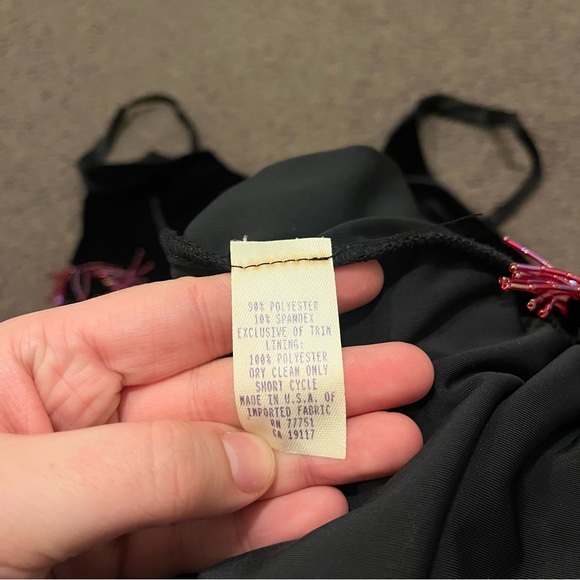 90% POLYESTER
10% SPANDEX
EXCLUSIVE OF TRIM
LINING:
100% POLYESTER
DRY CLEAN ONLY
SHORT CYCLE
MADE IN U.S.A. OF
IMPORTED FABRIC
RN 77751
CA 19117